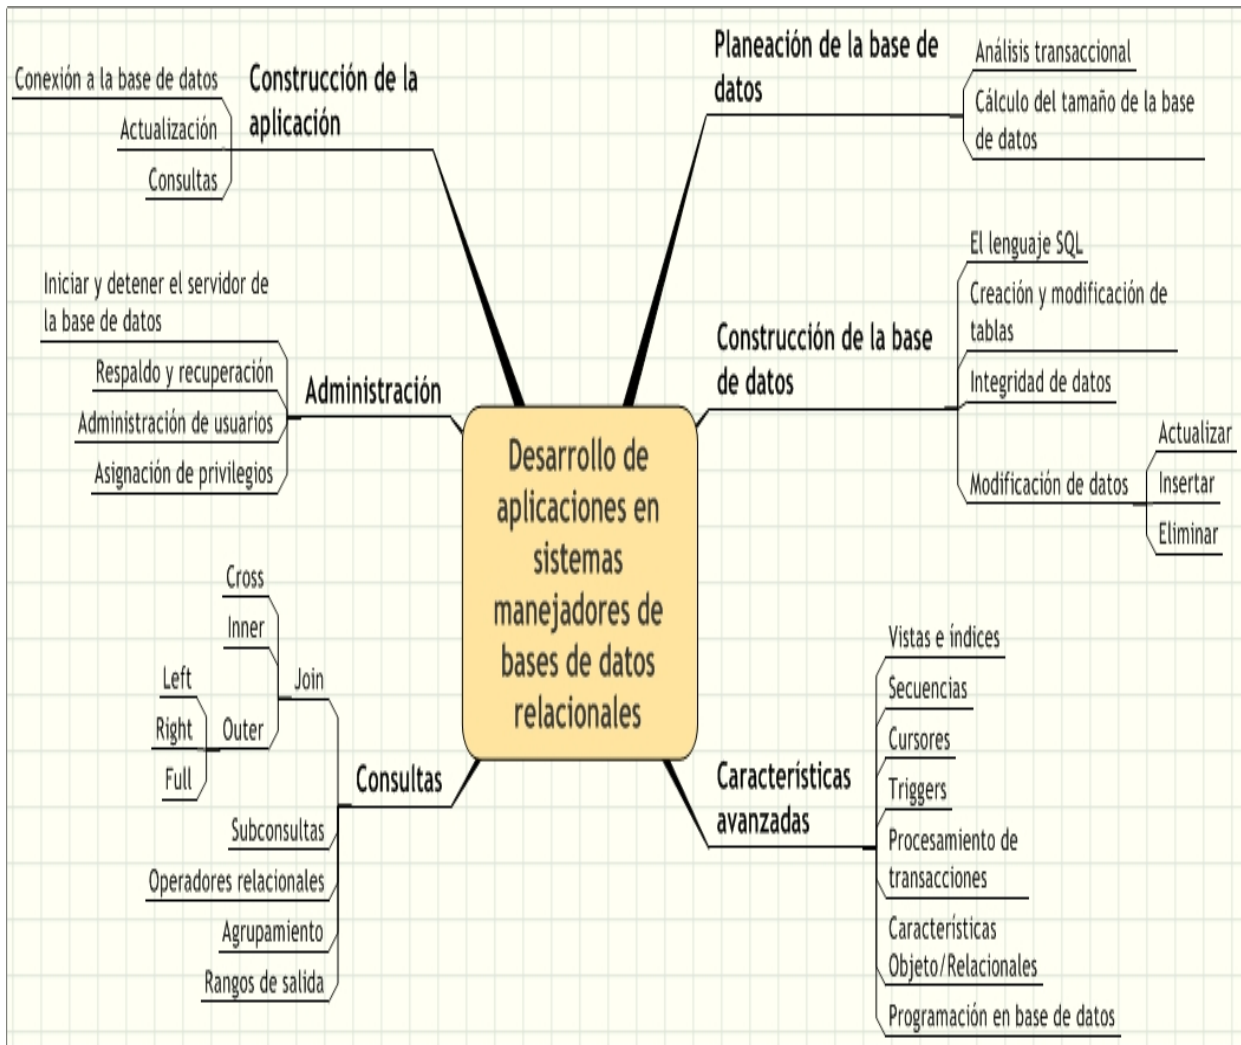 Desarrollo de
aplicaciones en
sistemas
manejadores de
bases de datos
relacionales
Planeación de la base de
datos
Análisis transaccional
Cálculo del tamaño de la base
de datos
Construcción de la base
de datos
El lenguaje SQL
Creación y modificación de
tablas
Integridad de datos
Modificación de datos
Actualizar
Insertar
Eliminar
Características
avanzadas
Vistas e índices
Secuencias
Cursores
Triggers
Procesamiento de
transacciones
Características
Objeto/Relacionales
Programación en base de datos
Construcción de la
aplicación
Conexión a la base de datos
Actualización
Consultas
Administración
Iniciar y detener el servidor de
la base de datos
Respaldo y recuperación
Administración de usuarios
Asignación de privilegios
Consultas
Join
Cross
Inner
Outer
Left
Right
Full
Subconsultas
Operadores relacionales
Agrupamiento
Rangos de salida